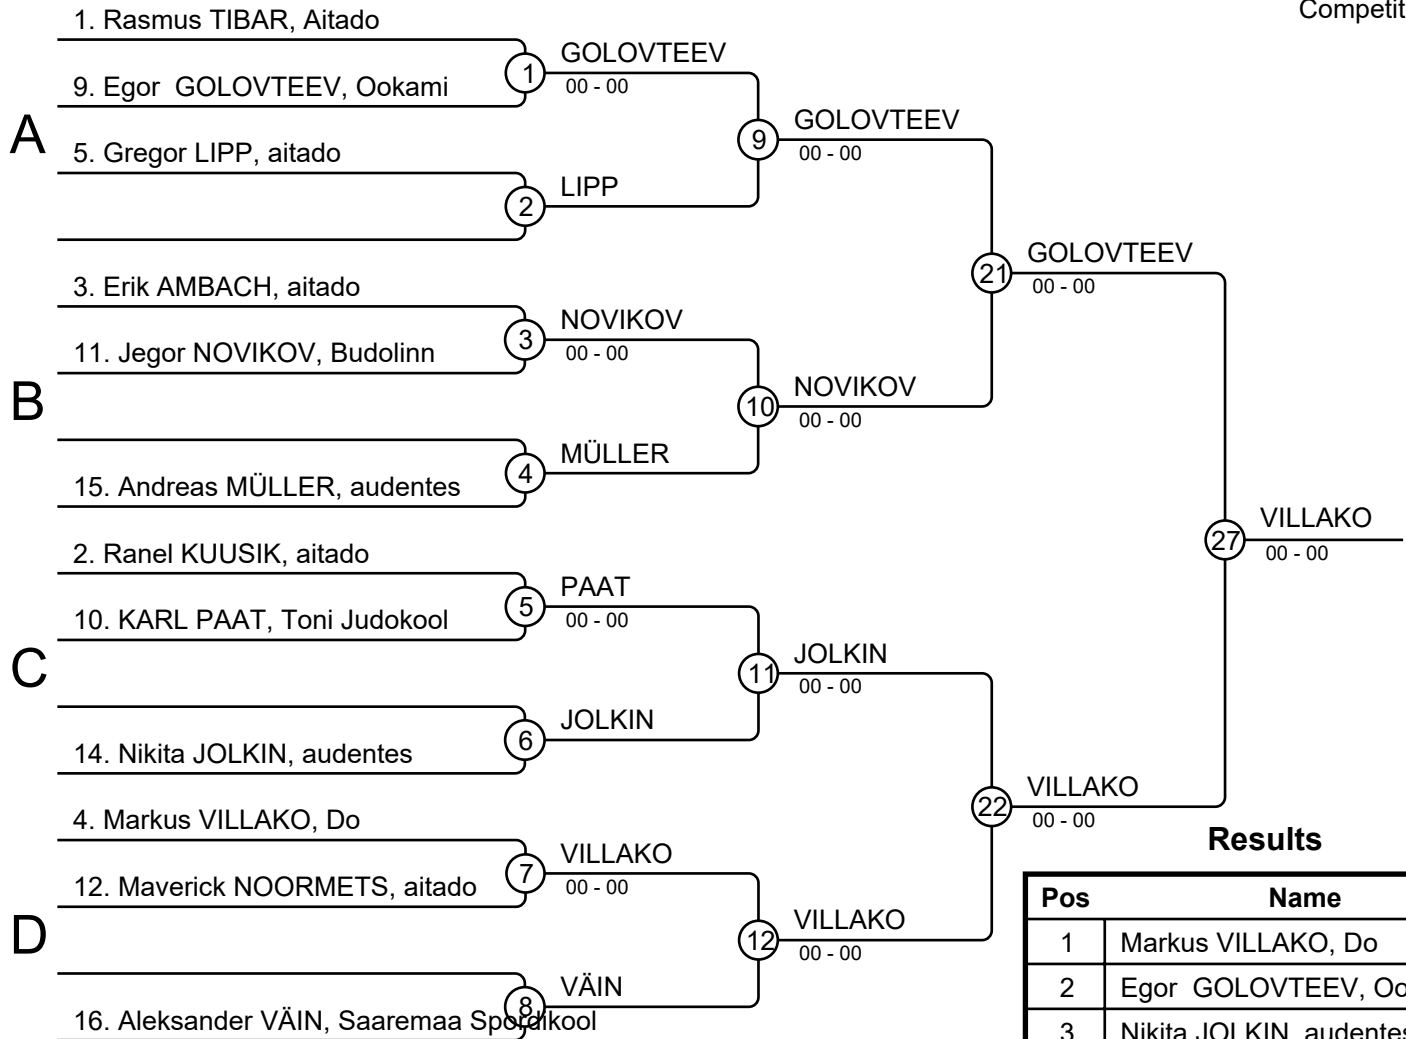 Competit
1. Rasmus TIBAR, Aitado
GOLOVTEEV
1
00 - 00
9. Egor  GOLOVTEEV, Ookami
GOLOVTEEV
A
9
00 - 00
5. Gregor LIPP, aitado
LIPP
2
GOLOVTEEV
21
00 - 00
3. Erik AMBACH, aitado
NOVIKOV
3
00 - 00
11. Jegor NOVIKOV, Budolinn
NOVIKOV
B
10
00 - 00
MÜLLER
4
15. Andreas MÜLLER, audentes
VILLAKO
27
00 - 00
2. Ranel KUUSIK, aitado
PAAT
5
00 - 00
10. KARL PAAT, Toni Judokool
JOLKIN
C
11
00 - 00
JOLKIN
6
14. Nikita JOLKIN, audentes
VILLAKO
22
00 - 00
4. Markus VILLAKO, Do
VILLAKO
7
00 - 00
12. Maverick NOORMETS, aitado
VILLAKO
D
12
00 - 00
VÄIN
8
16. Aleksander VÄIN, Saaremaa Spordikool
Results
Pos Name
1 Markus VILLAKO, Do
2 Egor  GOLOVTEEV, Oo
3 Nikita JOLKIN, audentes